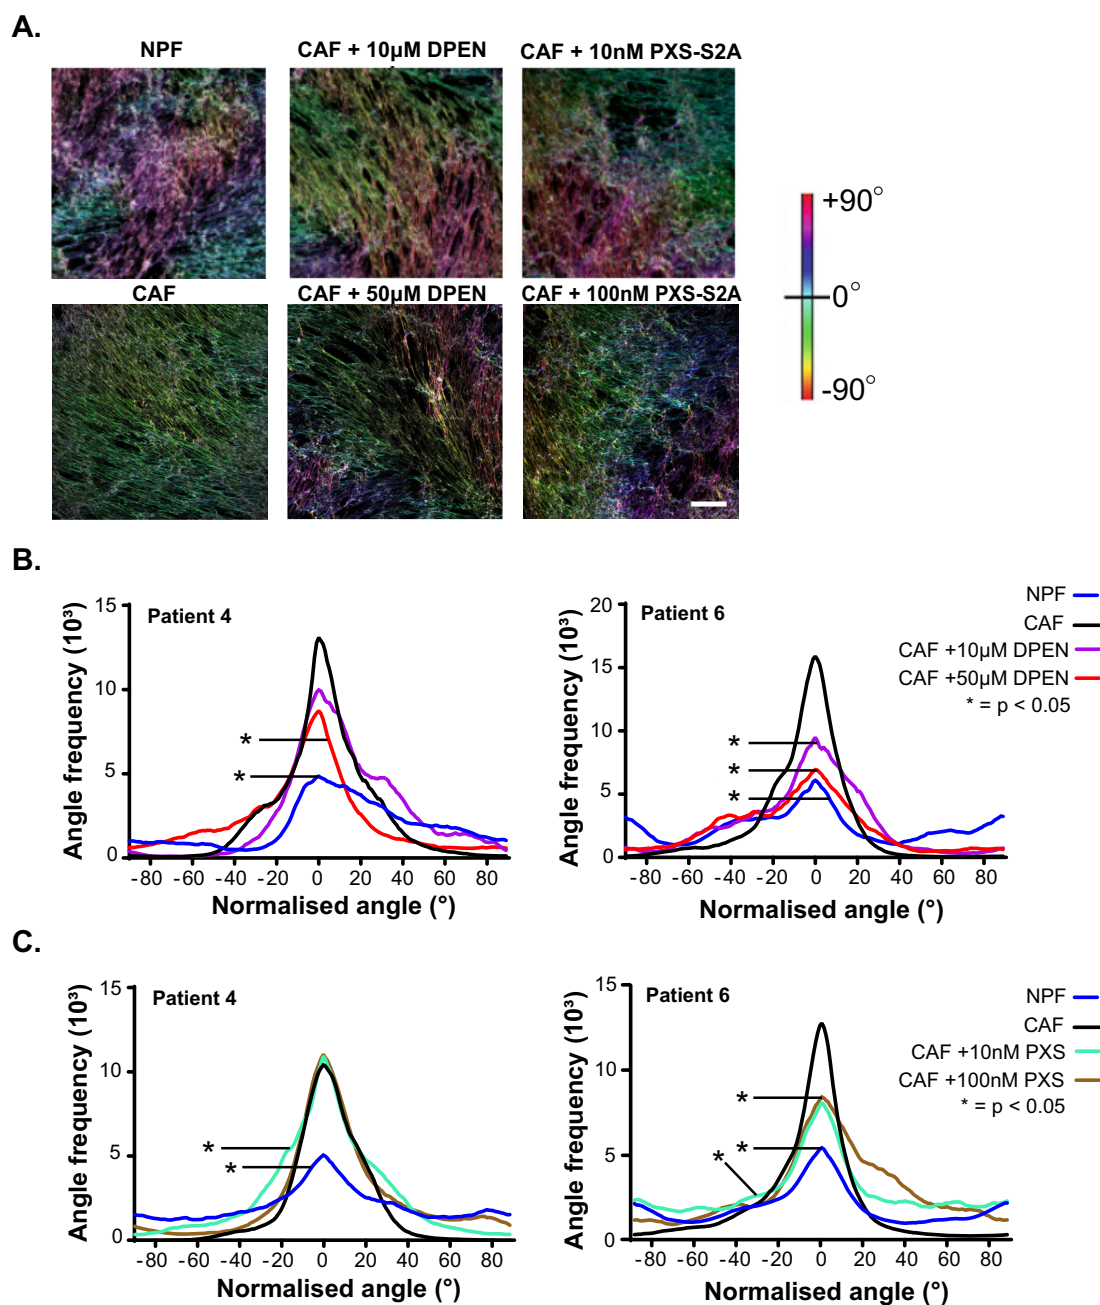 A.
NPF
CAF + 10µM DPEN
CAF + 10nM PXS-S2A
CAF
CAF + 50µM DPEN
CAF + 100nM PXS-S2A
+90°
0°
-90°
B.
Angle frequency (10³)
15
10
5
0
Patient 4
*
*
-80 -60 -40 -20 0 20 40 60 80
Normalised angle (°)
Angle frequency (10³)
20
15
10
5
0
Patient 6
*
*
*
-80 -60 -40 -20 0 20 40 60 80
Normalised angle (°)
NPF
CAF
CAF +10µM DPEN
CAF +50µM DPEN
* = p < 0.05
C.
Angle frequency (10³)
15
10
5
0
Patient 4
*
*
-80 -60 -40 -20 0 20 40 60 80
Normalised angle (°)
Angle frequency (10³)
15
10
5
0
Patient 6
*
*
*
-80 -60 -40 -20 0 20 40 60 80
Normalised angle (°)
NPF
CAF
CAF +10nM PXS
CAF +100nM PXS
* = p < 0.05